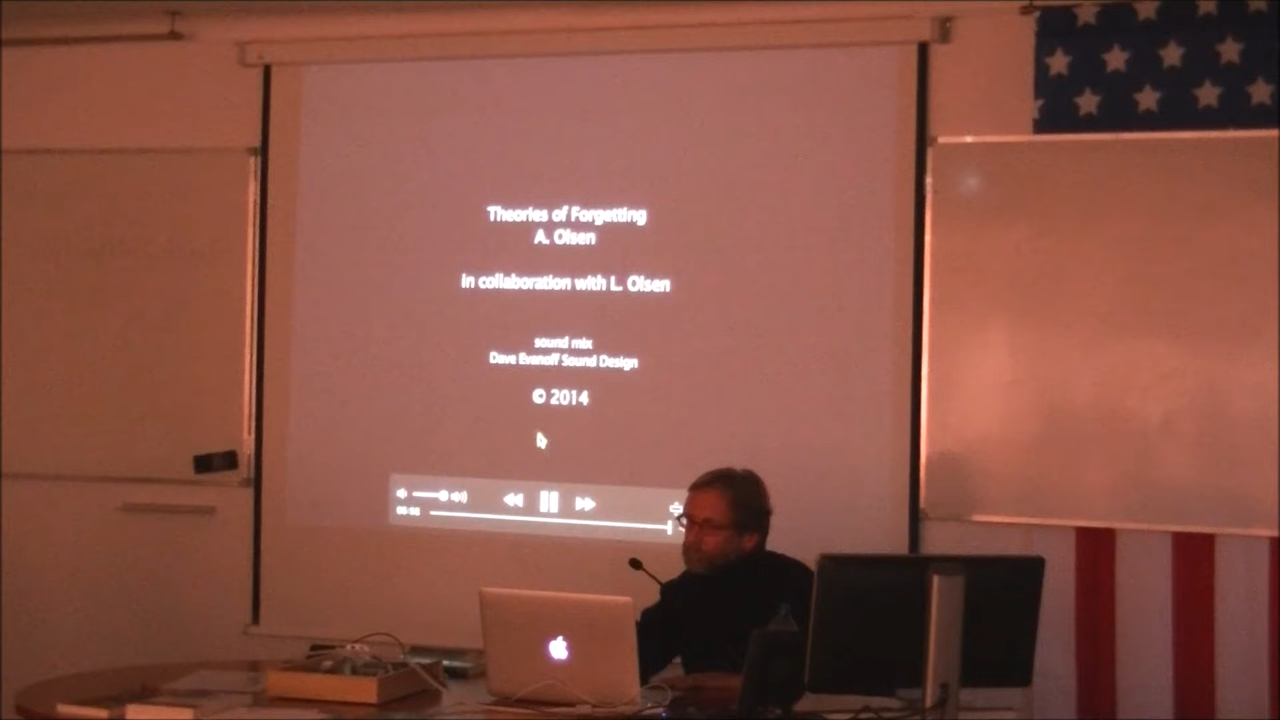 Theories of Forgetting
A. Olsen
in collaboration with L. Olsen
sound mix
Dave Evanoff Sound Design
© 2014